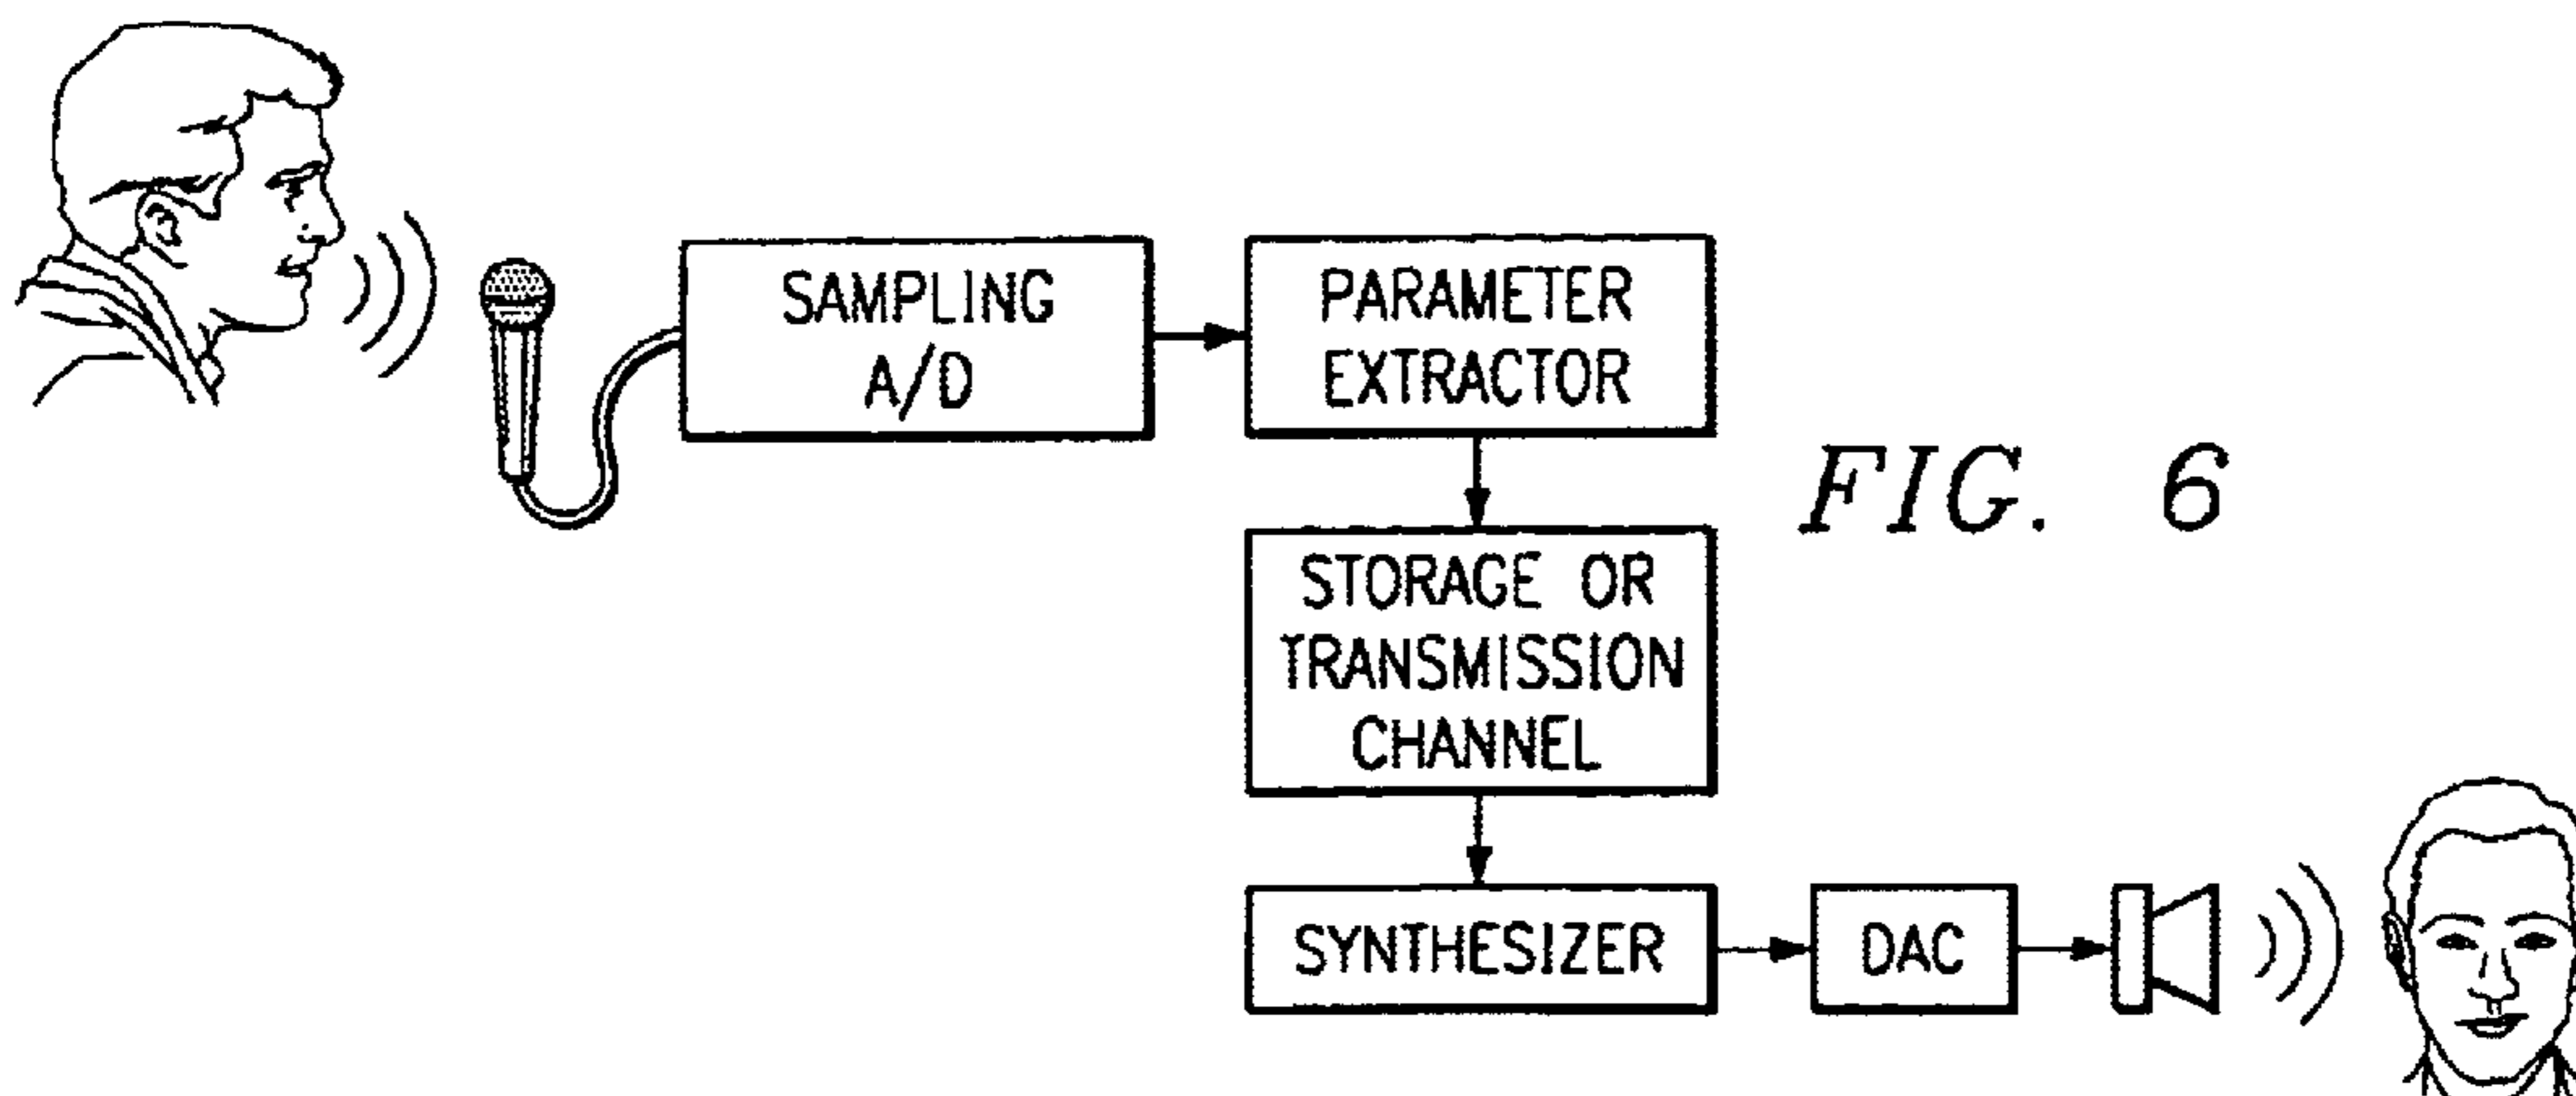 SAMPLING
A/D
PARAMETER
EXTRACTOR
FIG. 6
STORAGE OR
TRANSMISSION
CHANNEL
SYNTHESIZER
DAC